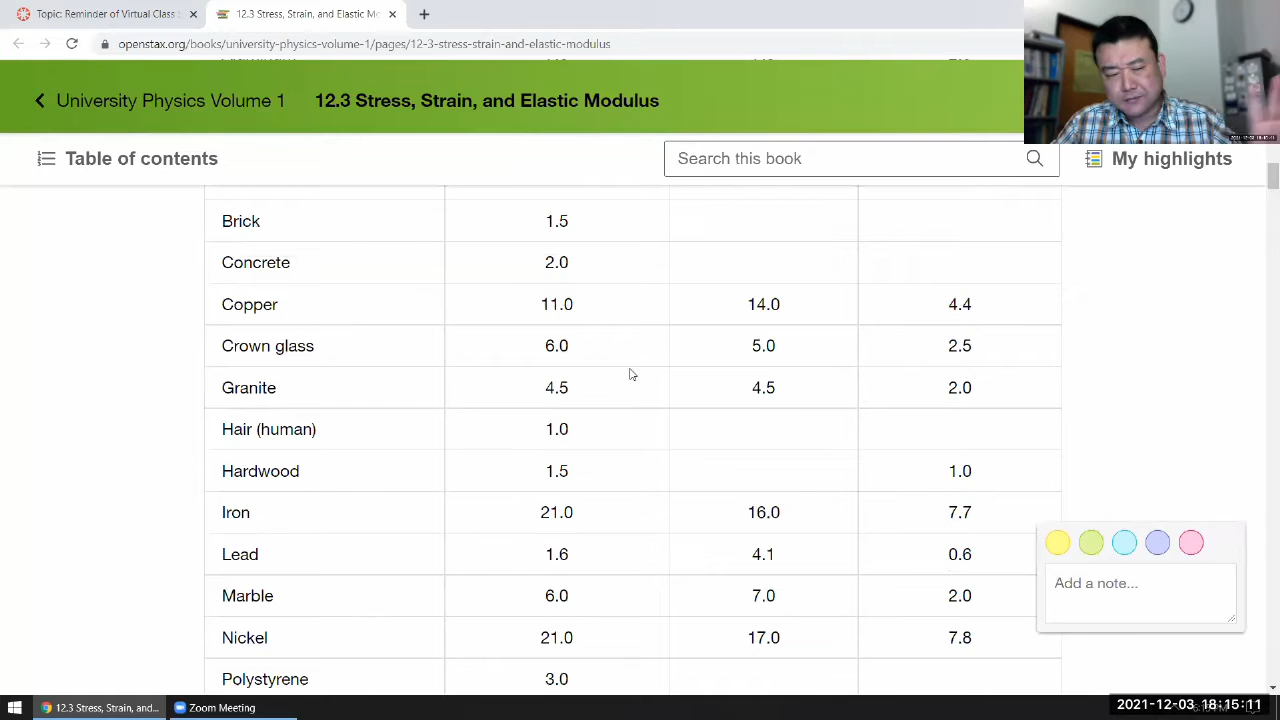 Topic: Reminder of Virtual Class
12.3 Stress, Strain, and Elastic Mo
openstax.org/books/university-physics-volume-1/pages/12-3-stress-strain-and-elastic-modulus
University Physics Volume 1 12.3 Stress, Strain, and Elastic Modulus
Table of contents Search this book My highlights
Brick 1.5
Concrete 2.0
Copper 11.0 14.0 4.4
Crown glass 6.0 5.0 2.5
Granite 4.5 4.5 2.0
Hair (human) 1.0
Hardwood 1.5 1.0
Iron 21.0 16.0 7.7
Lead 1.6 4.1 0.6
Marble 6.0 7.0 2.0
Nickel 21.0 17.0 7.8
Polystyrene 3.0
Add a note...
12.3 Stress, Strain, and... Zoom Meeting
2021-12-03 18:15:11